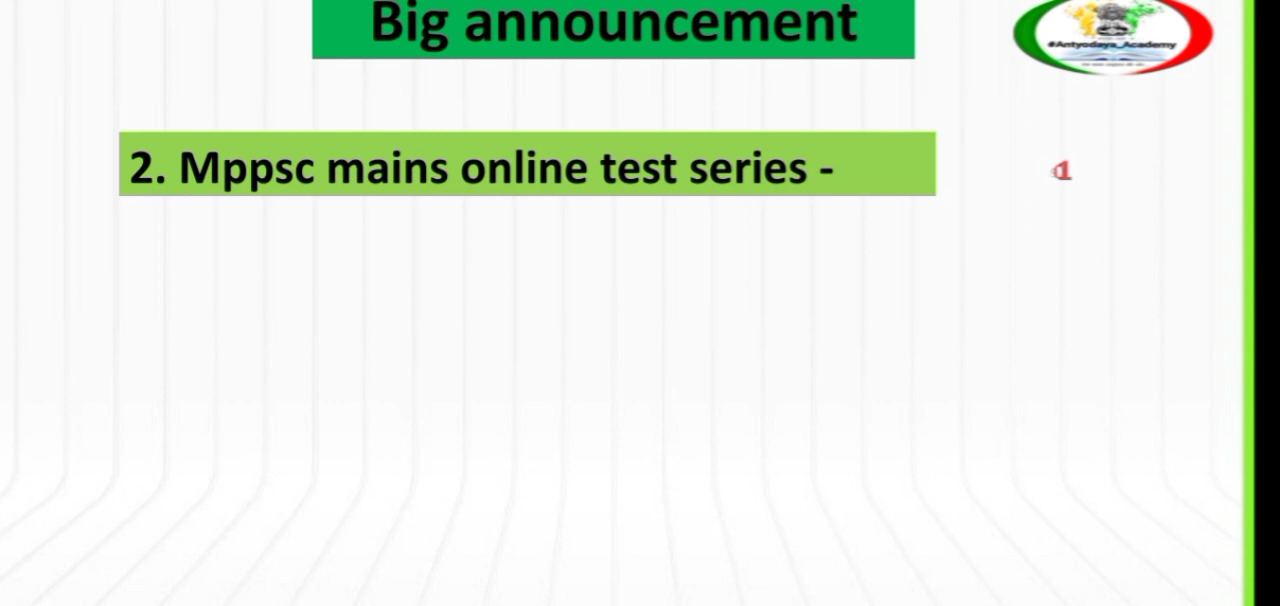 Big announcement
#Antyodaya_Academy
2. Mppsc mains online test series -
1